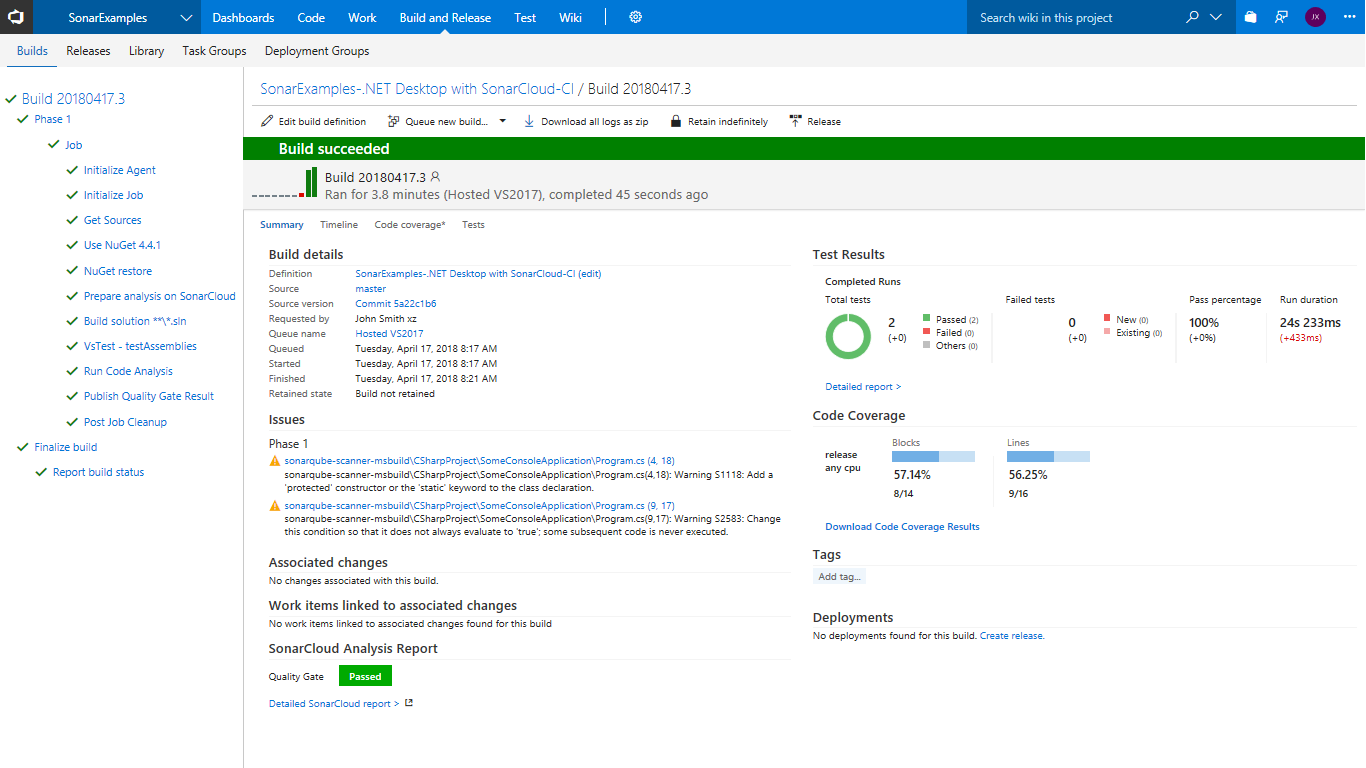 SonarExamples Dashboards Code Work Build and Release Test Wiki Search wiki in this project JX
Builds Releases Library Task Groups Deployment Groups
Build 20180417.3
Phase 1
Job
Initialize Agent
Initialize Job
Get Sources
Use NuGet 4.4.1
NuGet restore
Prepare analysis on SonarCloud
Build solution **\*.sln
VsTest - testAssemblies
Run Code Analysis
Publish Quality Gate Result
Post Job Cleanup
Finalize build
Report build status
SonarExamples-.NET Desktop with SonarCloud-CI / Build 20180417.3
Edit build definition Queue new build... Download all logs as zip Retain indefinitely Release
Build succeeded
Build 20180417.3
Ran for 3.8 minutes (Hosted VS2017), completed 45 seconds ago
Summary Timeline Code coverage* Tests
Build details
Definition SonarExamples-.NET Desktop with SonarCloud-CI (edit)
Source master
Source version Commit 5a22c1b6
Requested by John Smith xz
Queue name Hosted VS2017
Queued Tuesday, April 17, 2018 8:17 AM
Started Tuesday, April 17, 2018 8:17 AM
Finished Tuesday, April 17, 2018 8:21 AM
Retained state Build not retained
Issues
Phase 1
sonarqube-scanner-msbuild\CSharpProject\SomeConsoleApplication\Program.cs (4, 18)
sonarqube-scanner-msbuild\CSharpProject\SomeConsoleApplication\Program.cs(4,18): Warning S1118: Add a
'protected' constructor or the 'static' keyword to the class declaration.
sonarqube-scanner-msbuild\CSharpProject\SomeConsoleApplication\Program.cs (9, 17)
sonarqube-scanner-msbuild\CSharpProject\SomeConsoleApplication\Program.cs(9,17): Warning S2583: Change
this condition so that it does not always evaluate to 'true'; some subsequent code is never executed.
Associated changes
No changes associated with this build.
Work items linked to associated changes
No work items linked to associated changes found for this build
SonarCloud Analysis Report
Quality Gate Passed
Detailed SonarCloud report >
Test Results
Completed Runs
Total tests Failed tests Pass percentage Run duration
2 Passed (2) 0 New (0) 100% 24s 233ms
(+0) Failed (0) (+0) Existing (0) (+0%) (+433ms)
Others (0)
Detailed report >
Code Coverage
Blocks Lines
release
any cpu
57.14% 56.25%
8/14 9/16
Download Code Coverage Results
Tags
Add tag...
Deployments
No deployments found for this build. Create release.